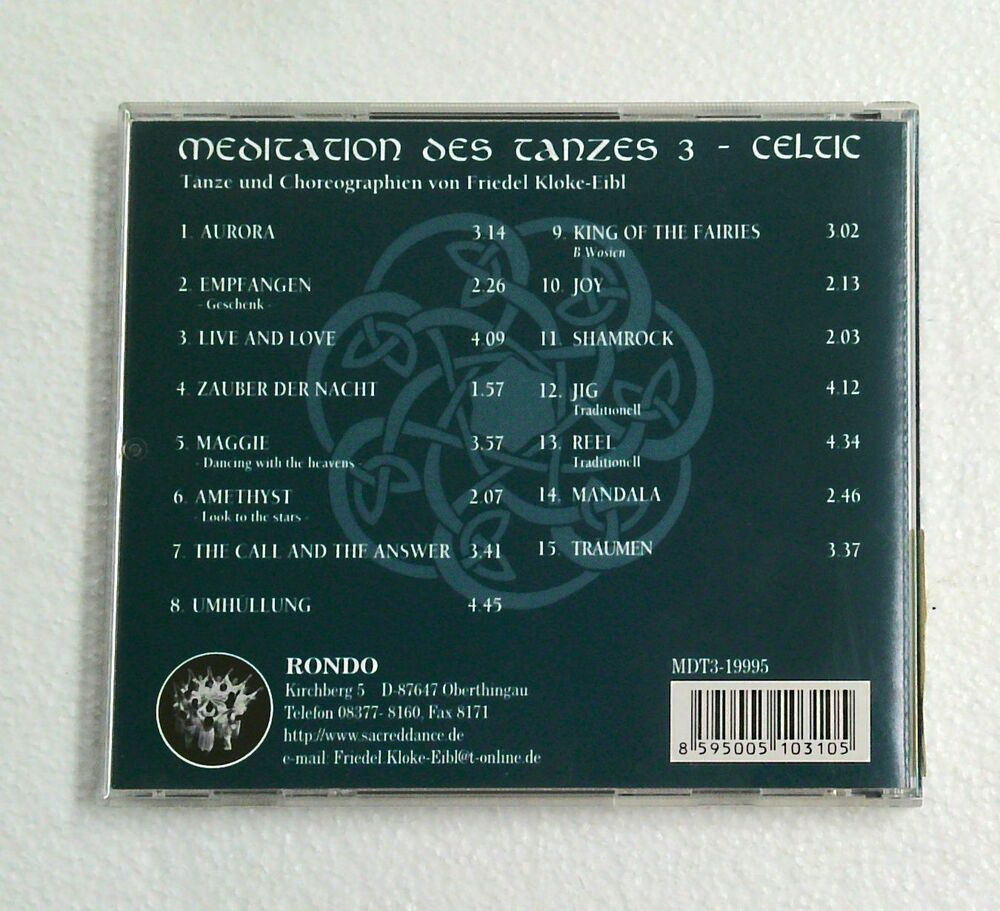 MEDITATION DES TANZES 3 - CELTIC
Tänze und Choreographien von Friedel Kloke-Eibl
1. AURORA 3.14
2. EMPFANGEN 2.26
- Geschenk -
3. LIVE AND LOVE 4.09
4. ZAUBER DER NACHT 1.57
5. MAGGIE 3.57
- Dancing with the heavens -
6. AMETHYST 2.07
- Look to the stars -
7. THE CALL AND THE ANSWER 3.41
8. UMHÜLLUNG 4.45
9. KING OF THE FAIRIES 3.02
B Wosien
10. JOY 2.13
11. SHAMROCK 2.03
12. JIG 4.12
Traditionell
13. REEL 4.34
Traditionell
14. MANDALA 2.46
15. TRÄUMEN 3.37
RONDO
Kirchberg 5 D-87647 Oberthingau
Telefon 08377- 8160, Fax 8171
http://www.sacreddance.de
e-mail: Friedel.Kloke-Eibl@t-online.de
MDT3-19995
8 595005 103105